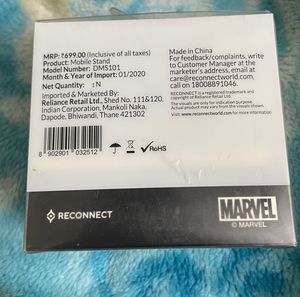 MRP: ₹699.00 (Inclusive of all taxes)
Product Name: Mobile Stand
Model Number: DMS101
Month & Year of Import: 01/2020
Net Quantity: 1N
Imported & Marketed By:
Reliance Retail Ltd., Shed No. 111&120,
Indian Corporation, Mankoli Naka,
Dapode, Bhiwandi, Thane 421302
8 902901 032512
RoHS
Made in China
For feedback/complaints, write
to Customer Manager at the
marketer's address, email at
care@reconnectworld.com or
call on 18008891046.
RECONNECT is a registered trademark and
copyright of Reliance Retail Ltd.
The visuals are only indicative for usage purpose.
Actual product may vary from the visuals shown.
www.reconnectworld.com
RECONNECT
MARVEL
© MARVEL